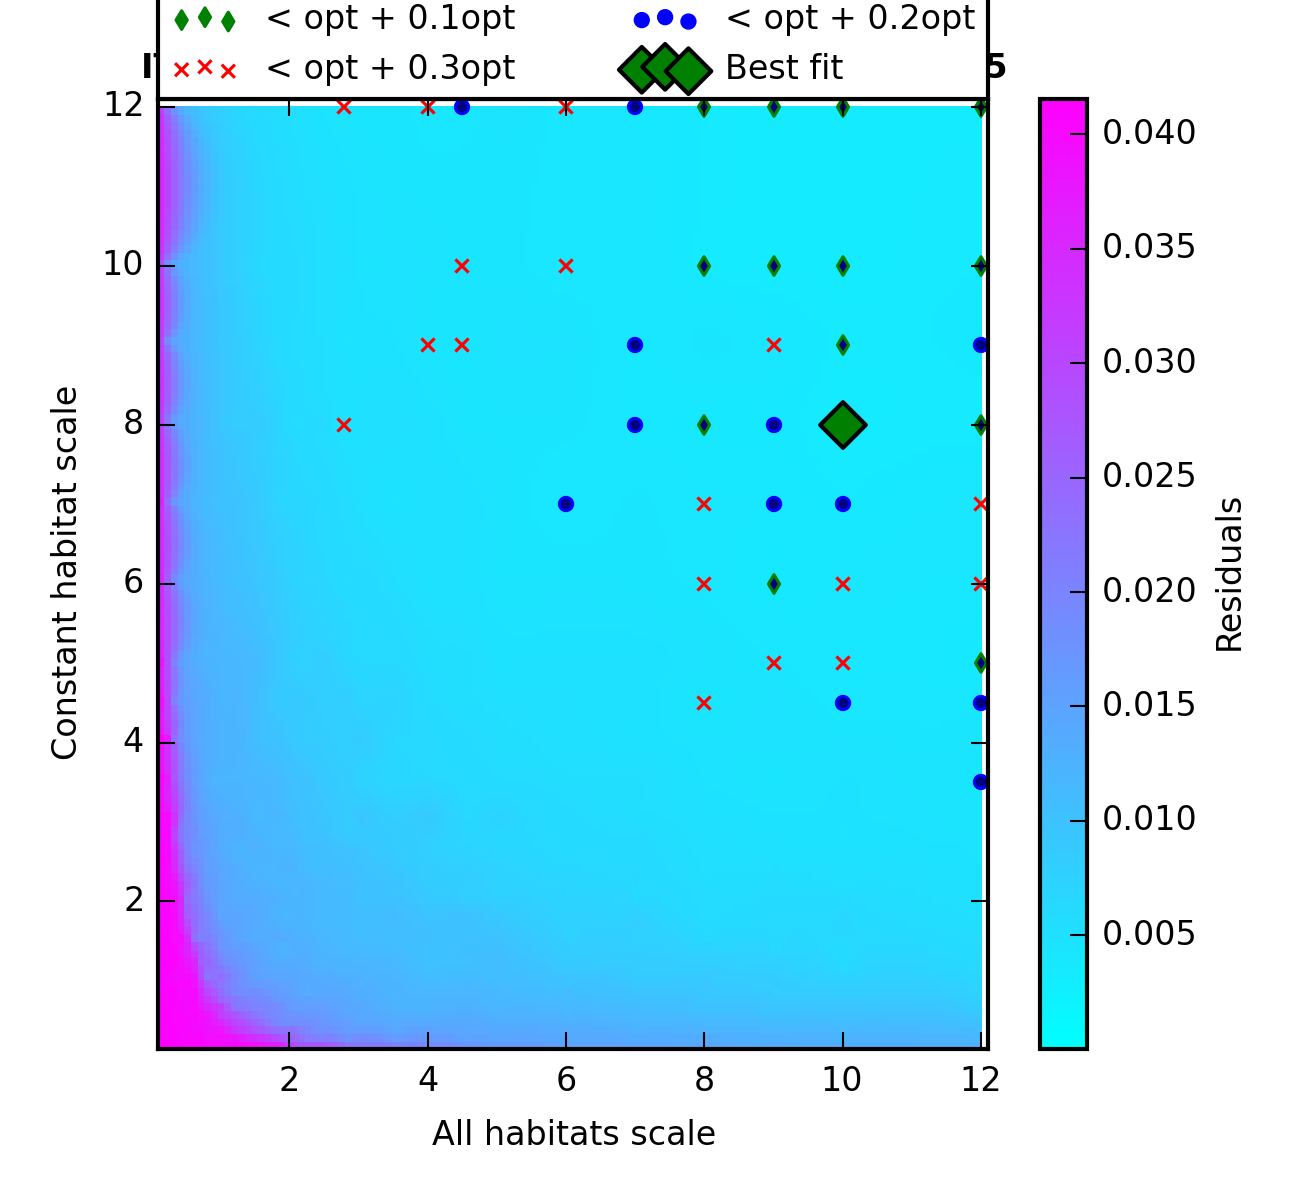 < opt + 0.1opt < opt + 0.2opt
< opt + 0.3opt Best fit
5
12
10
8
6
4
2
2 4 6 8 10 12
Constant habitat scale
All habitats scale
0.040
0.035
0.030
0.025
0.020
0.015
0.010
0.005
Residuals